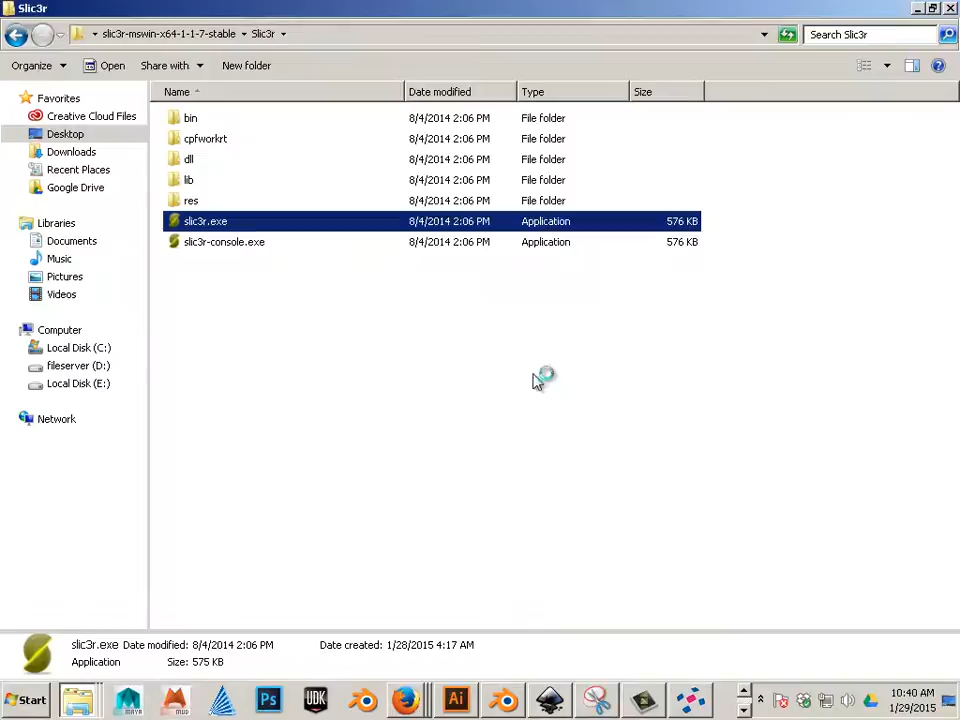 Slic3r
slic3r-mswin-x64-1-1-7-stable Slic3r
Search Slic3r
Organize Open Share with New folder
Name Date modified Type Size
Favorites
Creative Cloud Files
Desktop
Downloads
Recent Places
Google Drive
Libraries
Documents
Music
Pictures
Videos
Computer
Local Disk (C:)
fileserver (D:)
Local Disk (E:)
Network
bin 8/4/2014 2:06 PM File folder
cpfworkrt 8/4/2014 2:06 PM File folder
dll 8/4/2014 2:06 PM File folder
lib 8/4/2014 2:06 PM File folder
res 8/4/2014 2:06 PM File folder
slic3r.exe 8/4/2014 2:06 PM Application 576 KB
slic3r-console.exe 8/4/2014 2:06 PM Application 576 KB
slic3r.exe Date modified: 8/4/2014 2:06 PM Date created: 1/28/2015 4:17 AM
Application Size: 575 KB
Start
MAYA
MUD
Ps
UDK
Ai
10:40 AM
1/29/2015